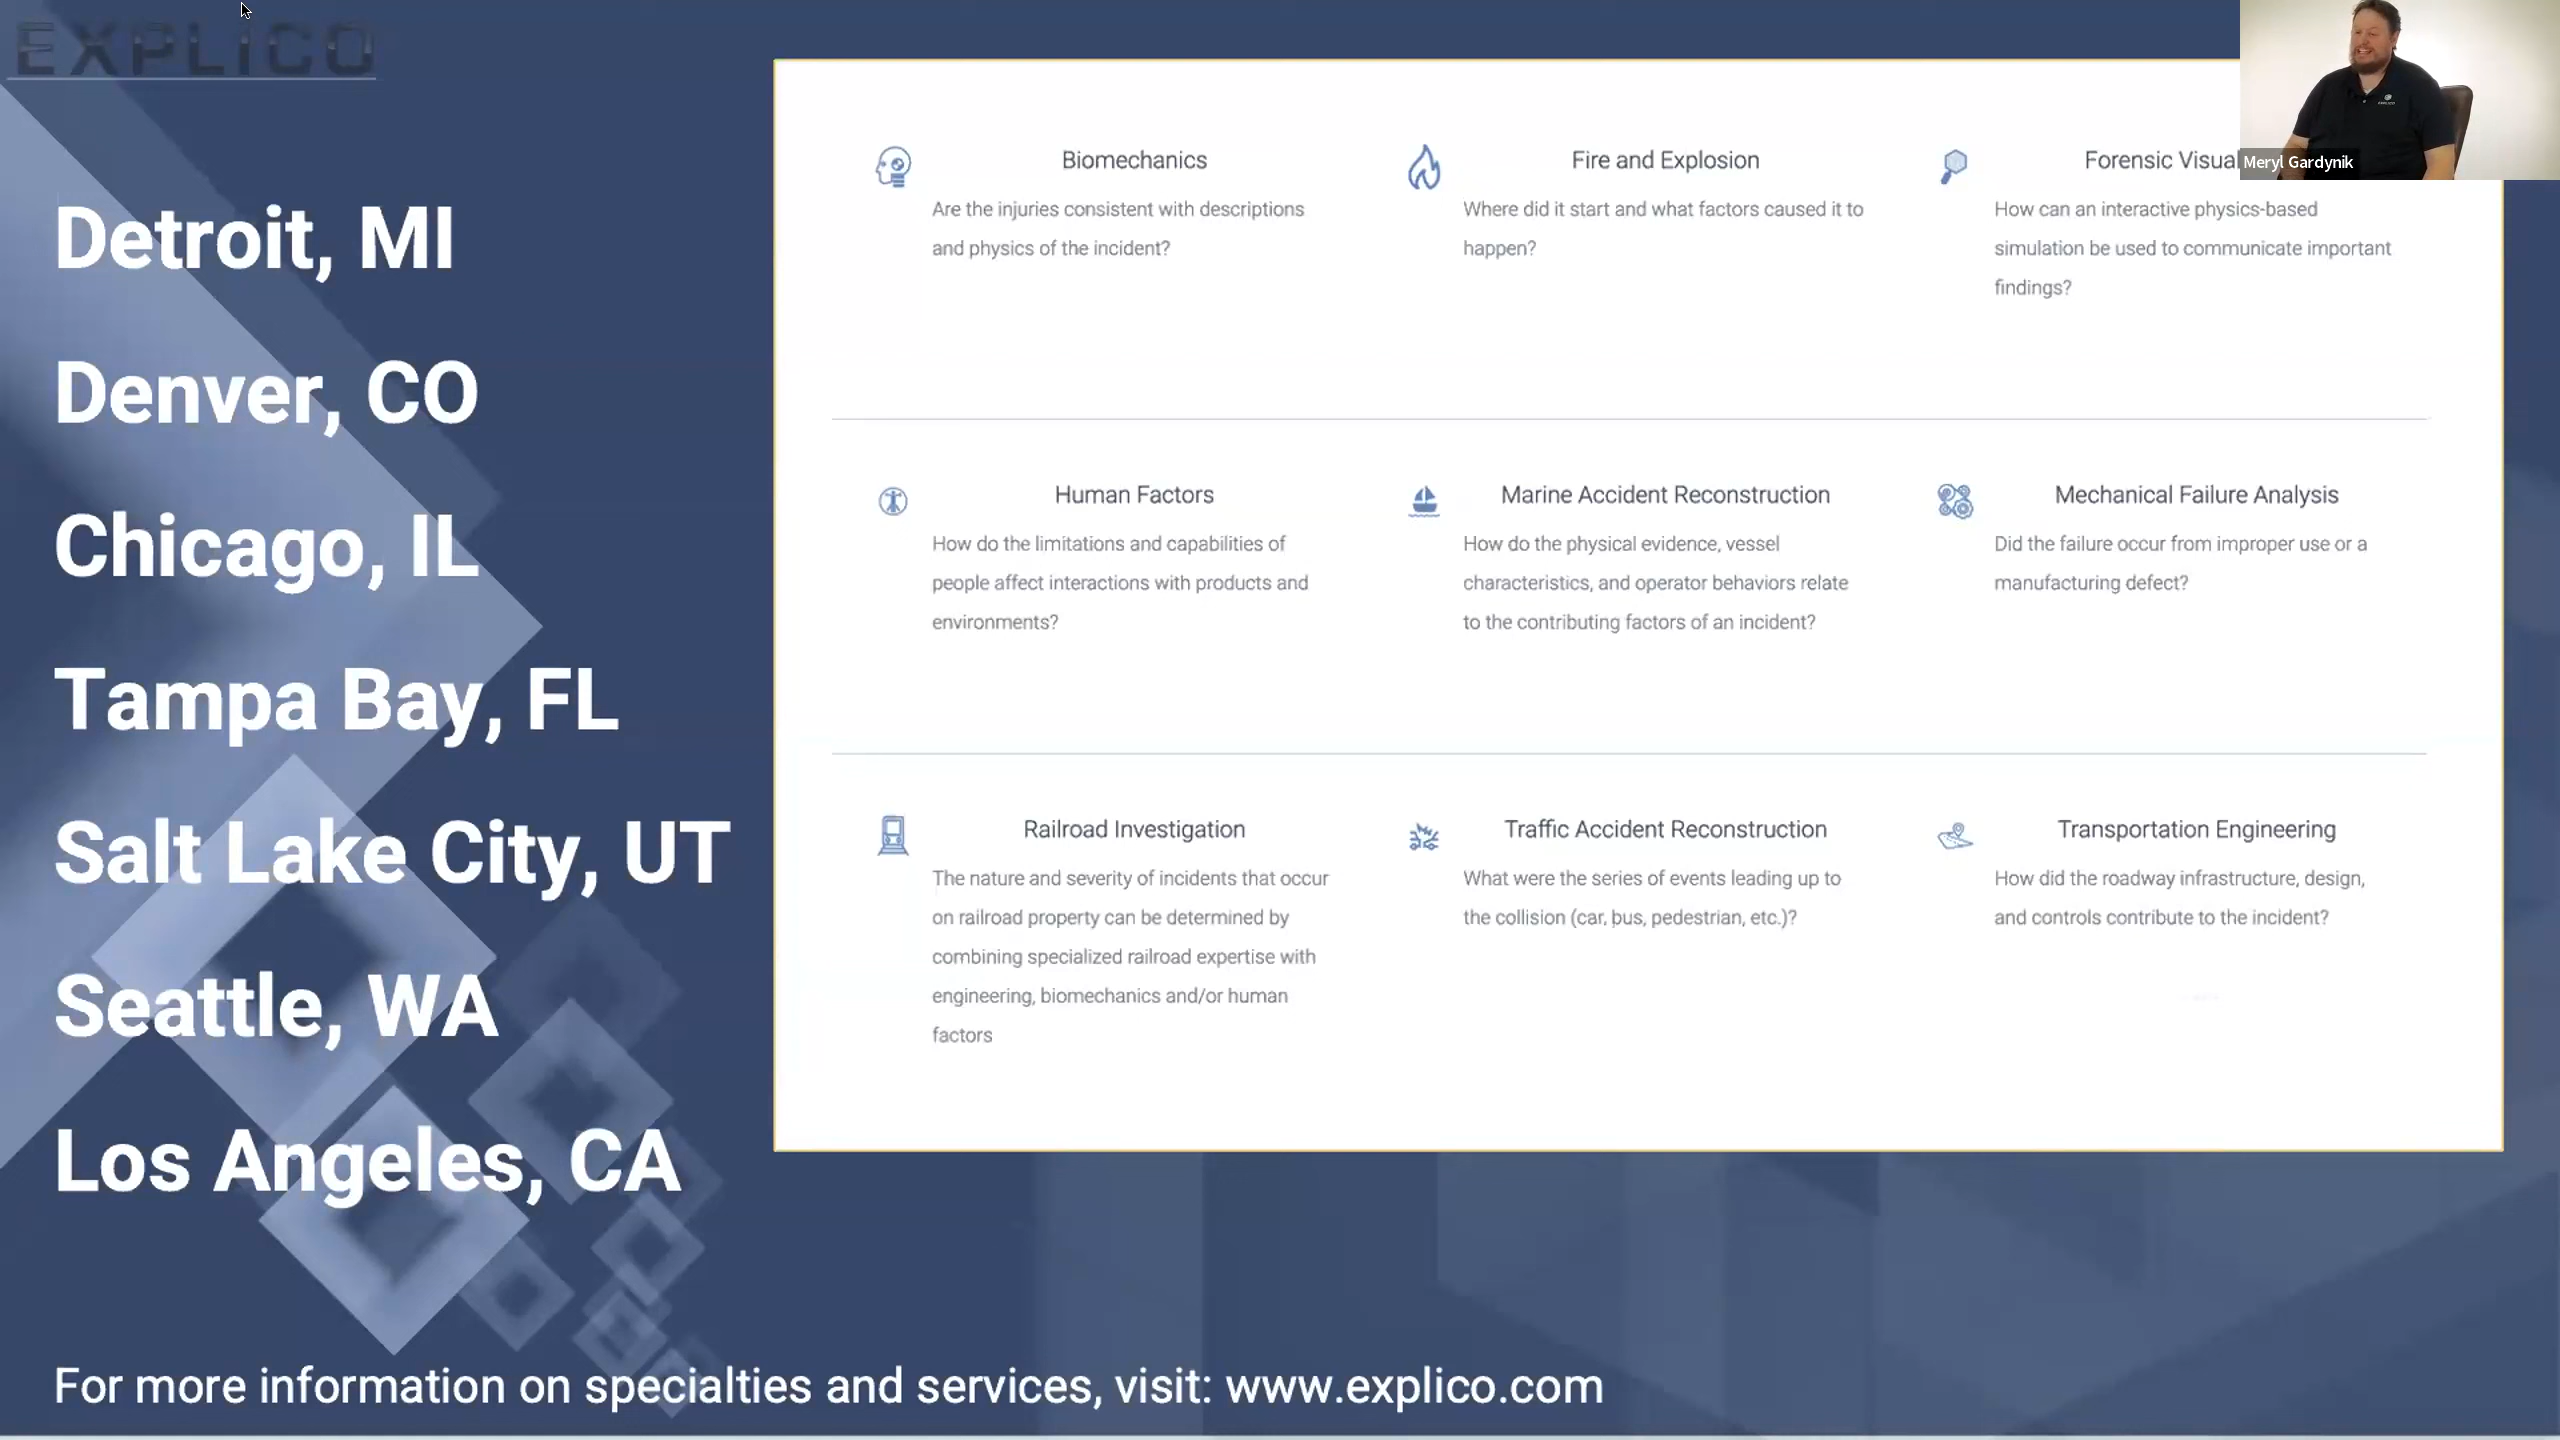 EXPLICO
Detroit, MI
Denver, CO
Chicago, IL
Tampa Bay, FL
Salt Lake City, UT
Seattle, WA
Los Angeles, CA
Biomechanics
Are the injuries consistent with descriptions
and physics of the incident?
Fire and Explosion
Where did it start and what factors caused it to
happen?
Forensic Visual
How can an interactive physics-based
simulation be used to communicate important
findings?
Human Factors
How do the limitations and capabilities of
people affect interactions with products and
environments?
Marine Accident Reconstruction
How do the physical evidence, vessel
characteristics, and operator behaviors relate
to the contributing factors of an incident?
Mechanical Failure Analysis
Did the failure occur from improper use or a
manufacturing defect?
Railroad Investigation
The nature and severity of incidents that occur
on railroad property can be determined by
combining specialized railroad expertise with
engineering, biomechanics and/or human
factors
Traffic Accident Reconstruction
What were the series of events leading up to
the collision (car, bus, pedestrian, etc.)?
Transportation Engineering
How did the roadway infrastructure, design,
and controls contribute to the incident?
Meryl Gardynik
For more information on specialties and services, visit: www.explico.com